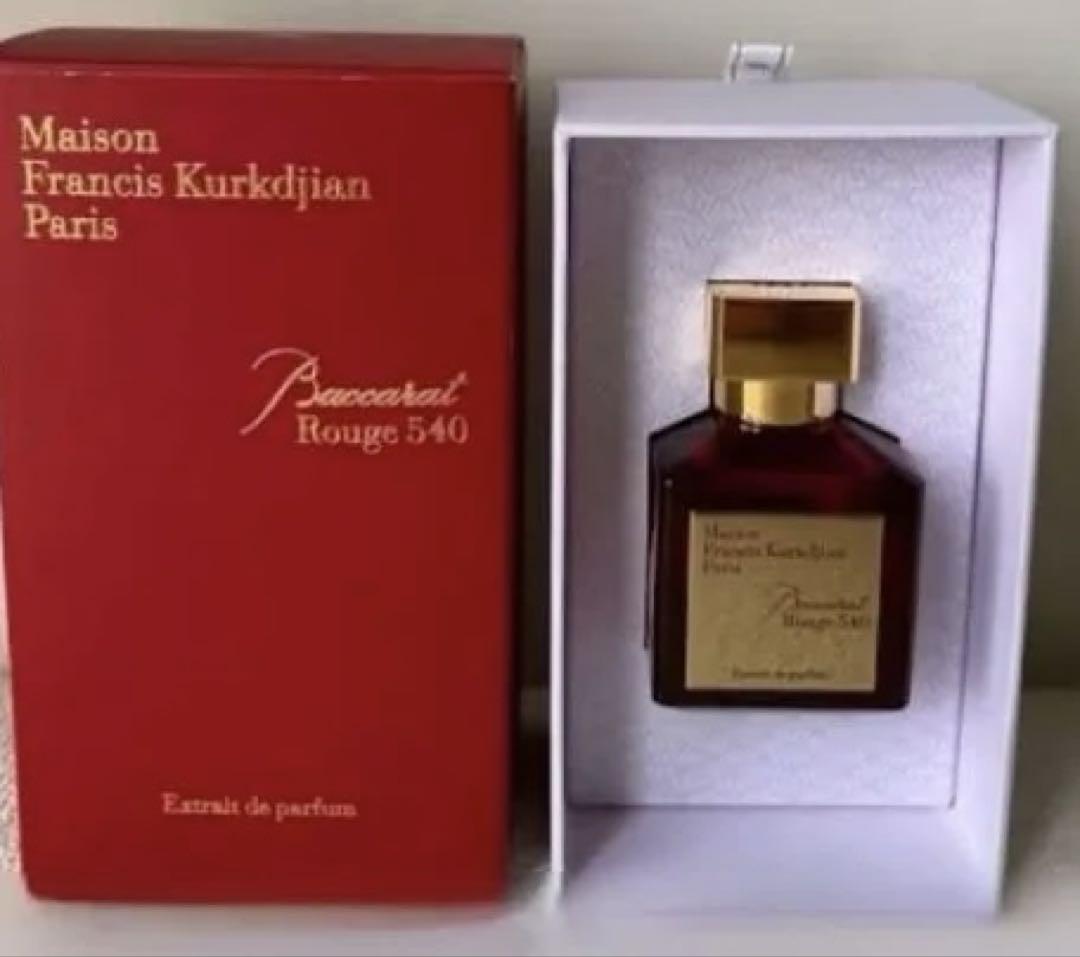 Maison
Francis Kurkdjian
Paris
Baccarat
Rouge 540
Extrait de parfum
Maison
Francis Kurkdjian
Paris
Baccarat
Rouge 540
Extrait de parfum